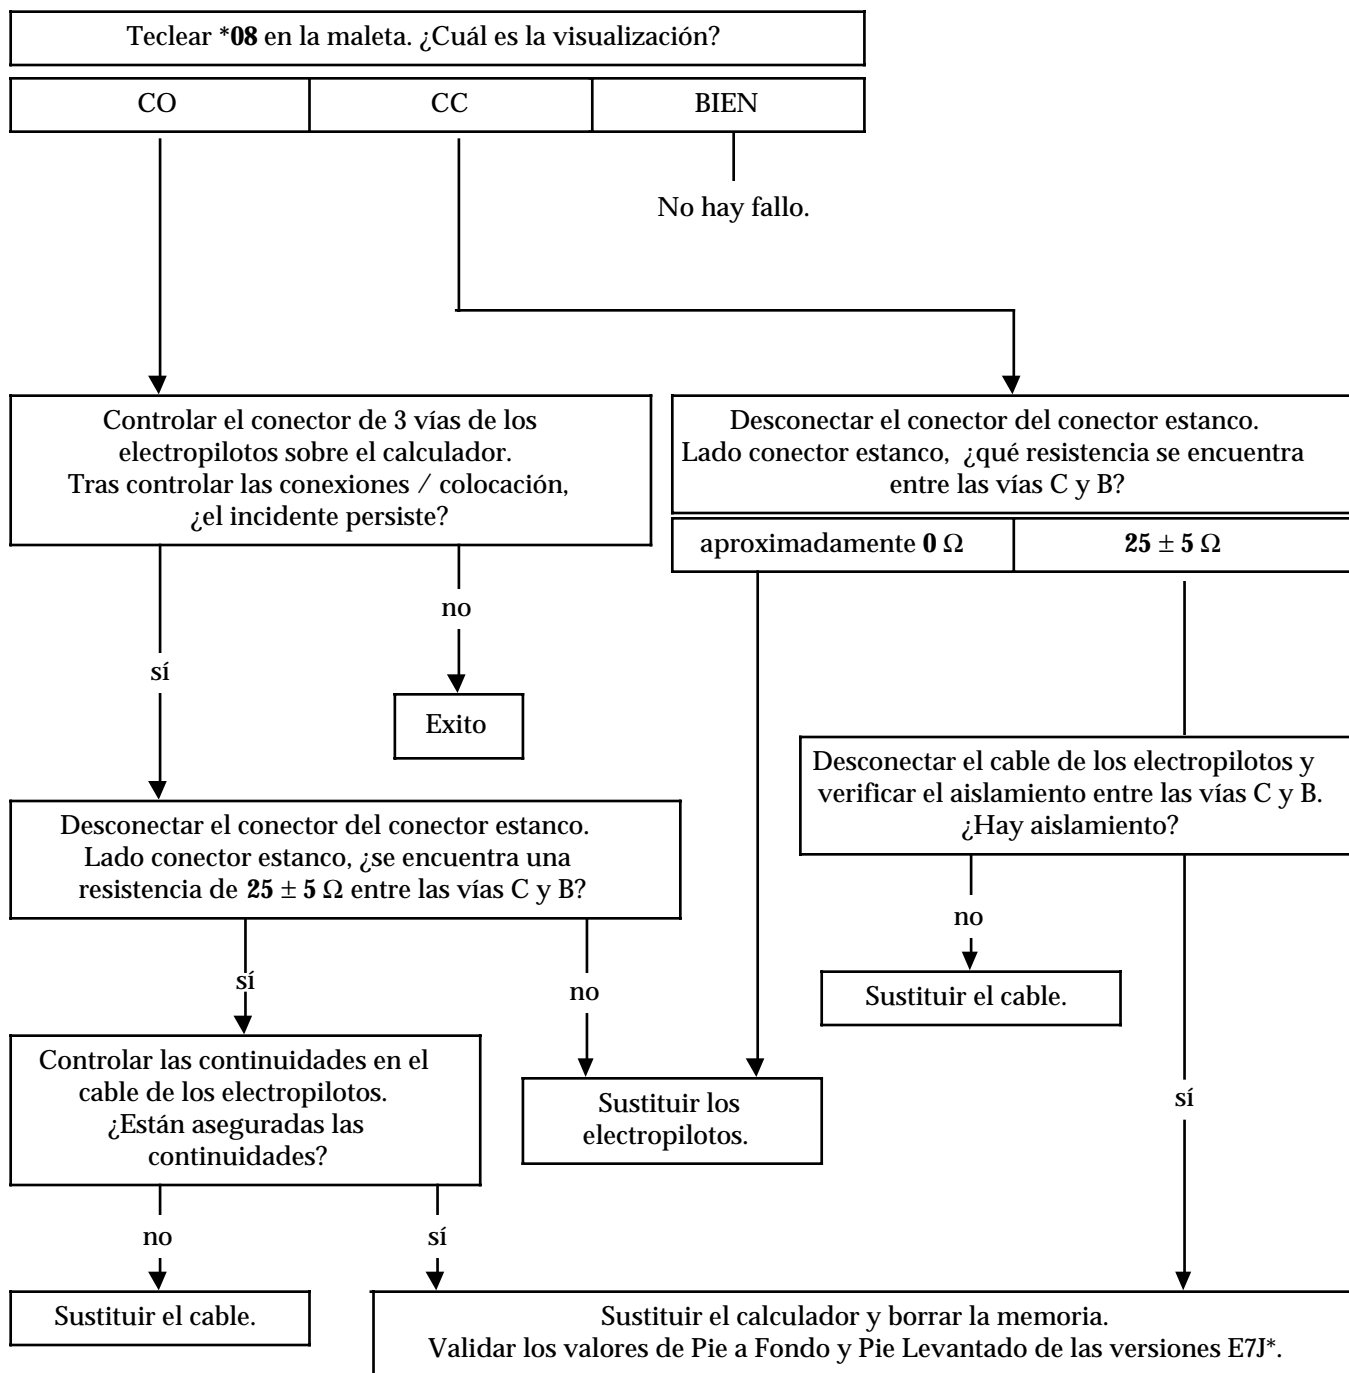 Teclear *08 en la maleta. ¿Cuál es la visualización?
CO
CC
BIEN
No hay fallo.
Controlar el conector de 3 vías de los
electropilotos sobre el calculador.
Tras controlar las conexiones / colocación,
¿el incidente persiste?
Desconectar el conector del conector estanco.
Lado conector estanco, ¿qué resistencia se encuentra
entre las vías C y B?
aproximadamente 0 Ω
25 ± 5 Ω
no
sí
Exito
Desconectar el cable de los electropilotos y
verificar el aislamiento entre las vías C y B.
¿Hay aislamiento?
Desconectar el conector del conector estanco.
Lado conector estanco, ¿se encuentra una
resistencia de 25 ± 5 Ω entre las vías C y B?
no
sí
no
Sustituir el cable.
Controlar las continuidades en el
cable de los electropilotos.
¿Están aseguradas las
continuidades?
Sustituir los
electropilotos.
sí
no
sí
Sustituir el cable.
Sustituir el calculador y borrar la memoria.
Validar los valores de Pie a Fondo y Pie Levantado de las versiones E7J*.